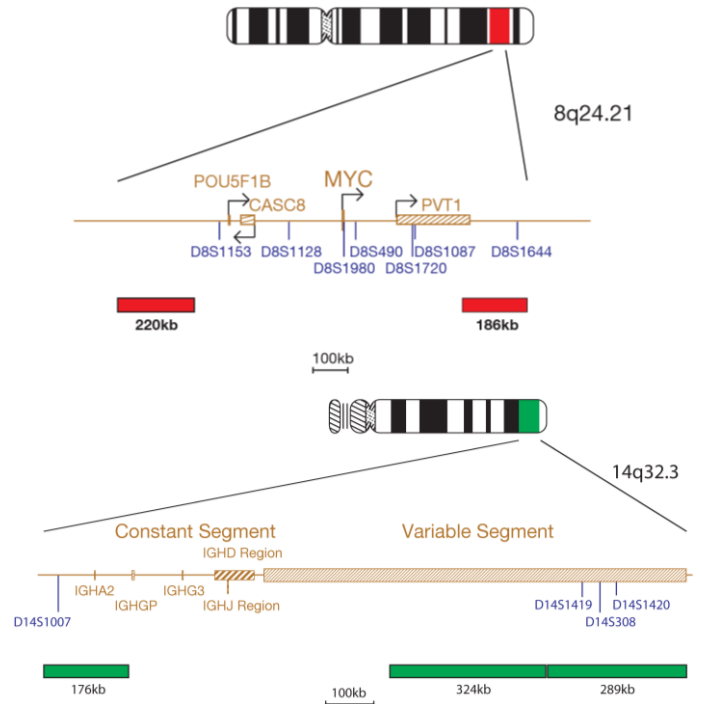 8q24.21
POU5F1B
MYC
CASC8
PVT1
D8S1153
D8S1128
D8S490
D8S1087
D8S1644
D8S1980
D8S1720
220kb
186kb
100kb
14q32.3
Constant Segment
Variable Segment
IGHD Region
IGHA2
IGHG3
IGHGP
IGHJ Region
D14S1007
D14S1419
D14S1420
D14S308
176kb
324kb
289kb
100kb